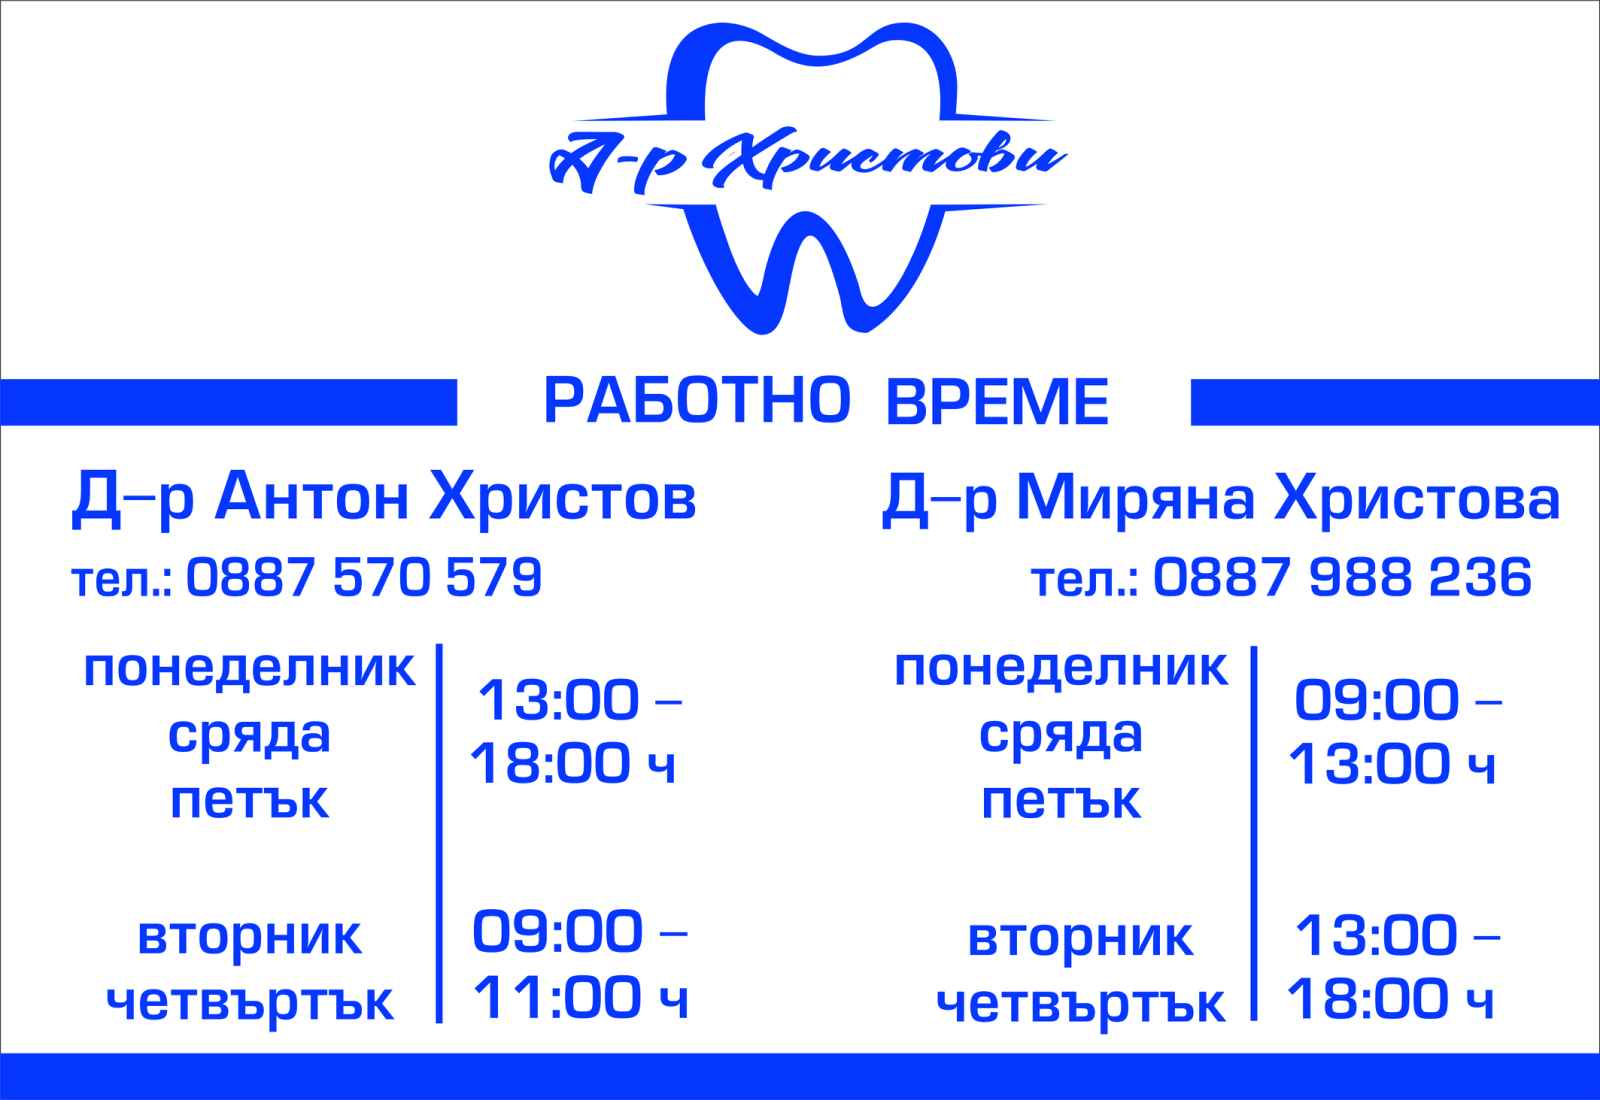 Д-р Христови
РАБОТНО ВРЕМЕ
Д-р Антон Христов
тел.: 0887 570 579
понеделник
сряда
петък
13:00 –
18:00 ч
вторник
четвъртък
09:00 –
11:00 ч
Д-р Миряна Христова
тел.: 0887 988 236
понеделник
сряда
петък
09:00 –
13:00 ч
вторник
четвъртък
13:00 –
18:00 ч